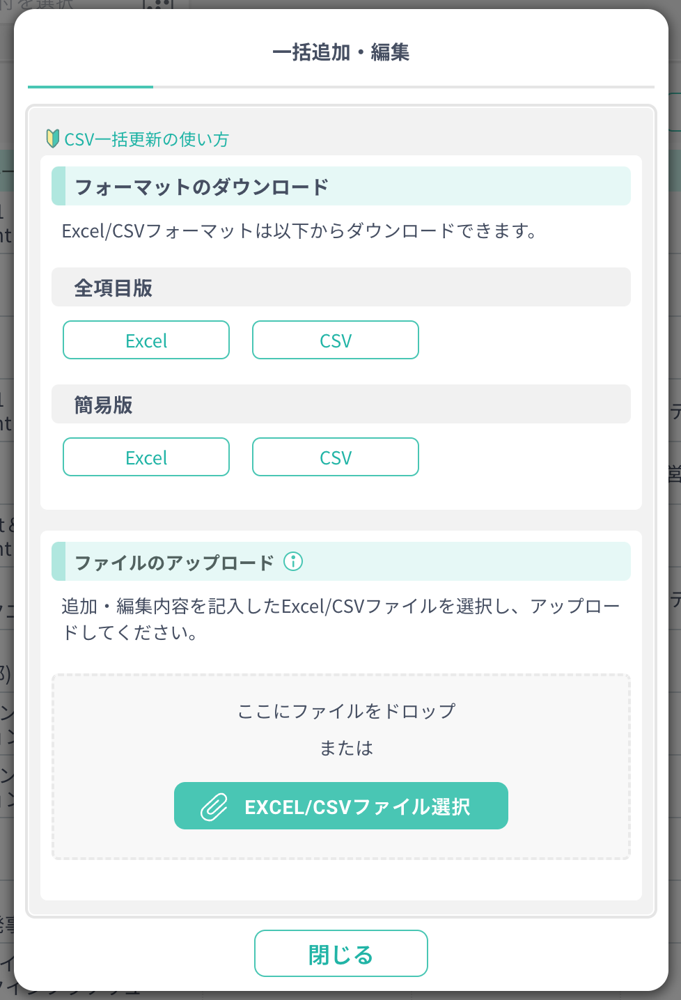 一括追加・編集
CSV一括更新の使い方
フォーマットのダウンロード
Excel/CSVフォーマットは以下からダウンロードできます。
全項目版
Excel CSV
簡易版
Excel CSV
ファイルのアップロード
追加・編集内容を記入したExcel/CSVファイルを選択し、アップロー
ドしてください。
ここにファイルをドロップ
または
EXCEL/CSVファイル選択
閉じる